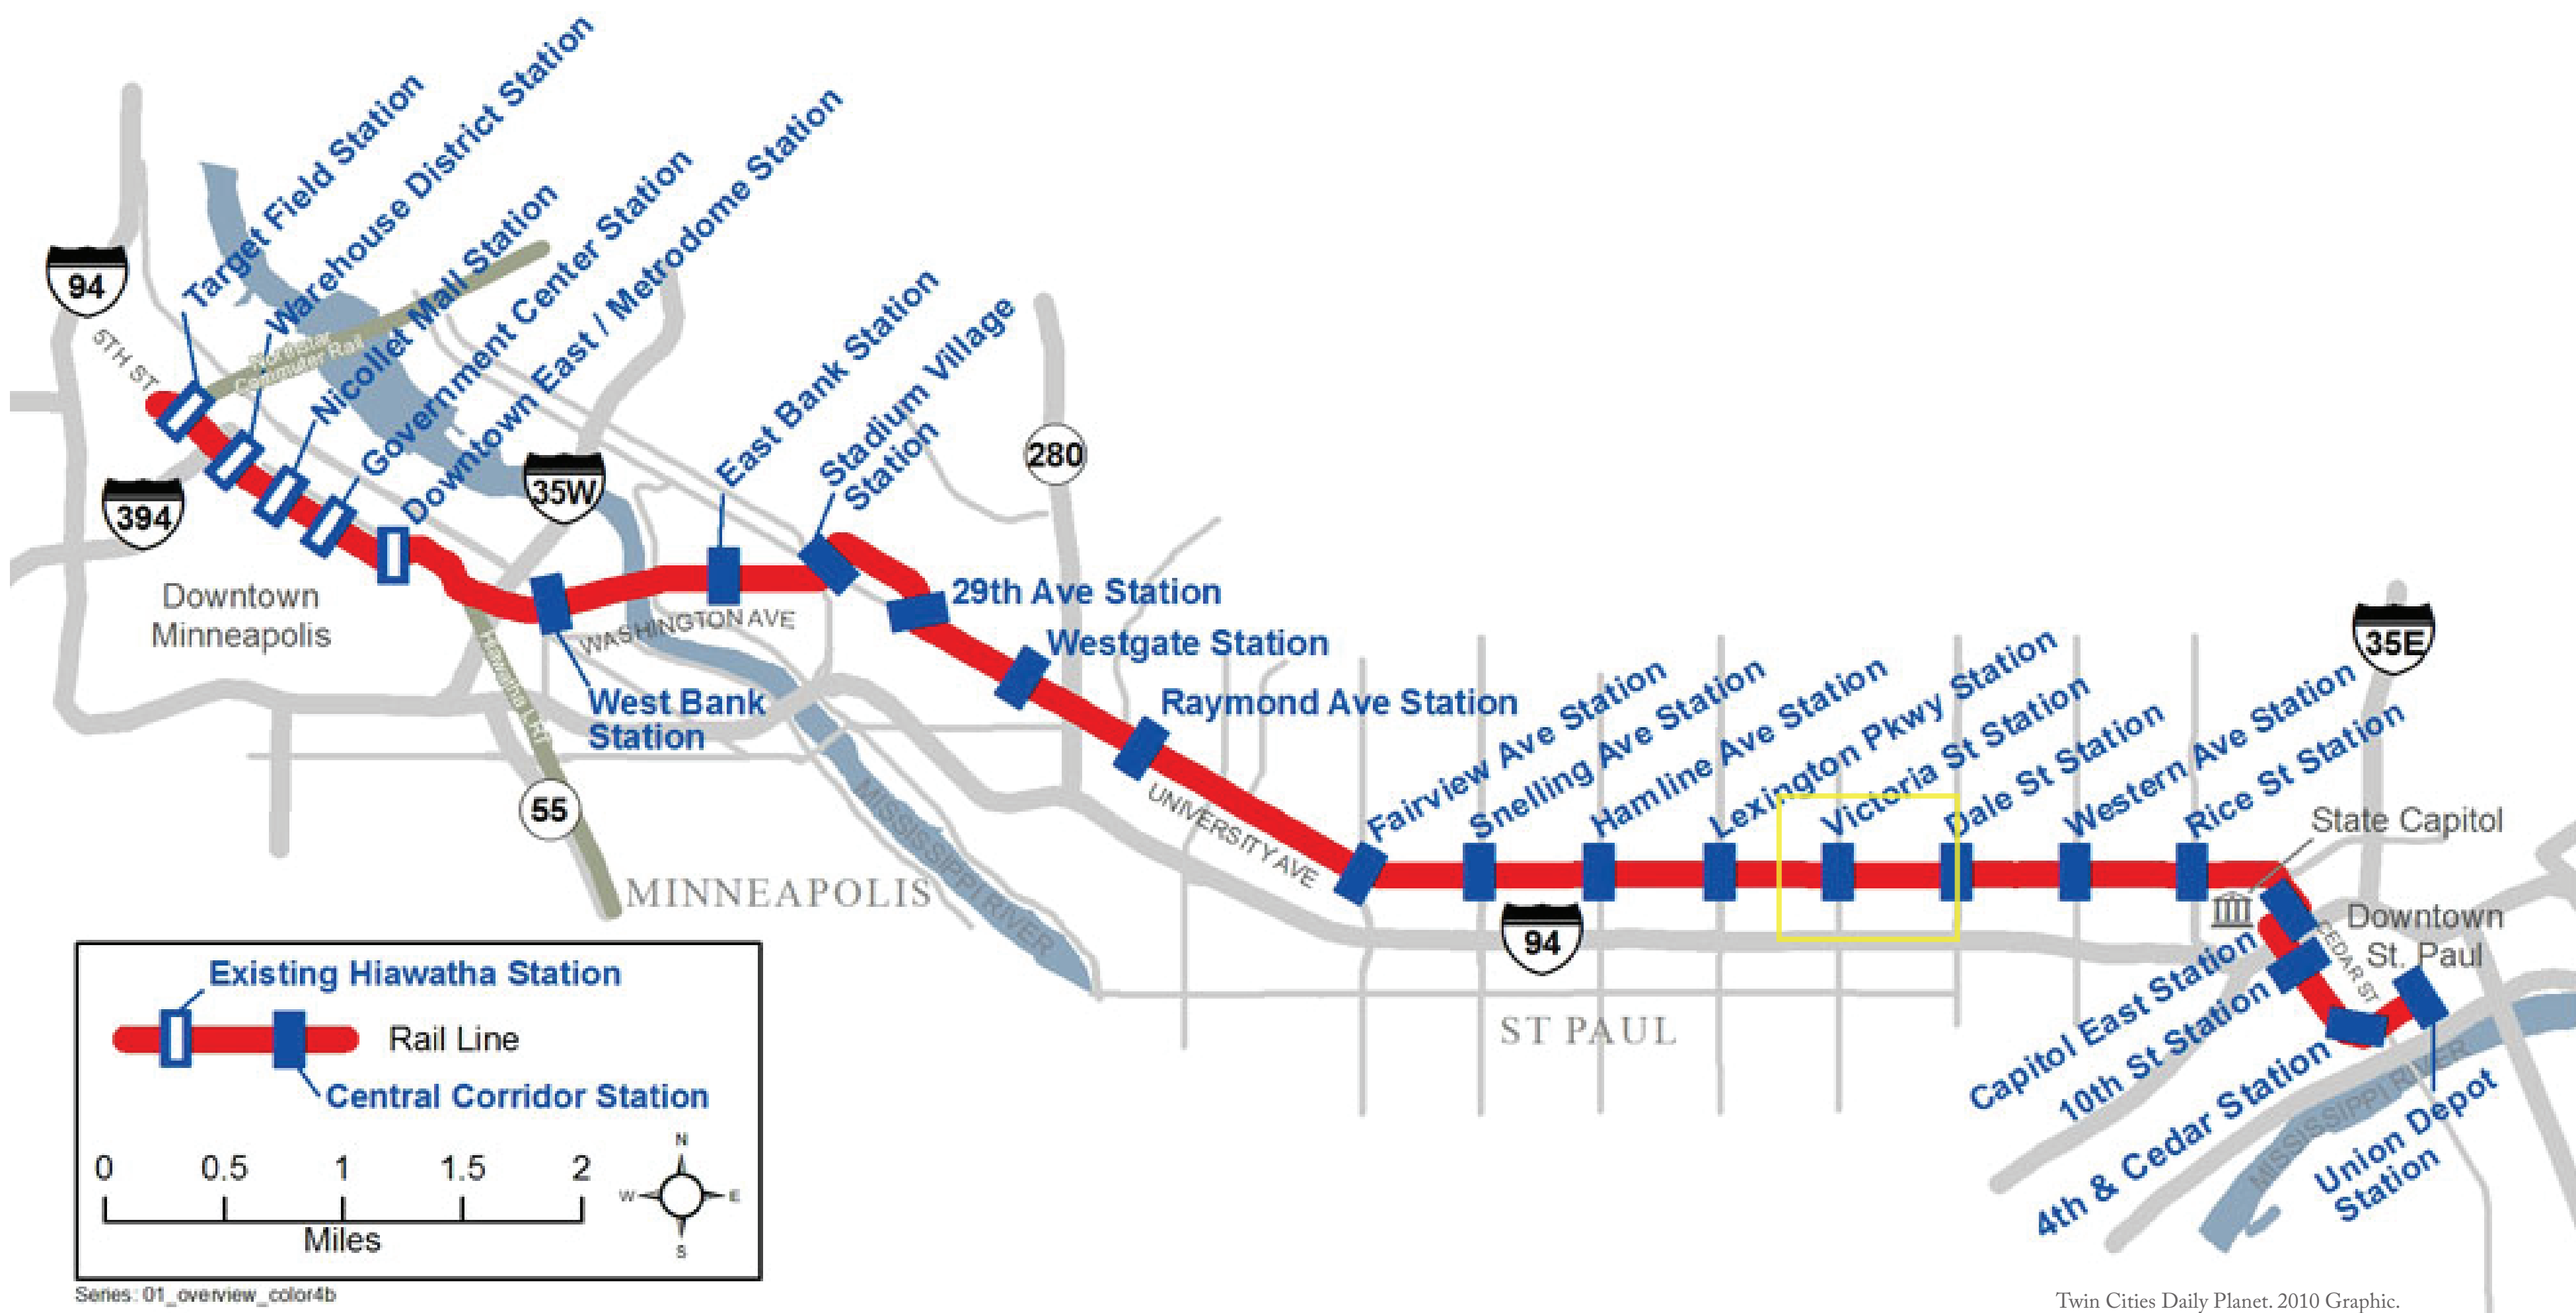 Target Field Station
Warehouse District Station
Nicollet Mall Station
Government Center Station
Downtown East / Metrodome Station
East Bank Station
Stadium Village
Station
94
5TH ST
Northstar
Commuter Rail
280
35W
394
Downtown
Minneapolis
29th Ave Station
WASHINGTON AVE
Westgate Station
Hiawatha LRT
West Bank
Station
Raymond Ave Station
35E
55
MISSISSIPPI RIVER
UNIVERSITY AVE
Fairview Ave Station
Snelling Ave Station
Hamline Ave Station
Lexington Pkwy Station
Victoria St Station
Dale St Station
Western Ave Station
Rice St Station
State Capitol
MINNEAPOLIS
94
Downtown
St. Paul
CEDAR ST
ST PAUL
Capitol East Station
10th St Station
4th & Cedar Station
MISSISSIPPI RIVER
Union Depot
Station
Existing Hiawatha Station
Rail Line
Central Corridor Station
0 0.5 1 1.5 2
Miles
N
W E
S
Series: 01_overview_color4b
Twin Cities Daily Planet. 2010 Graphic.